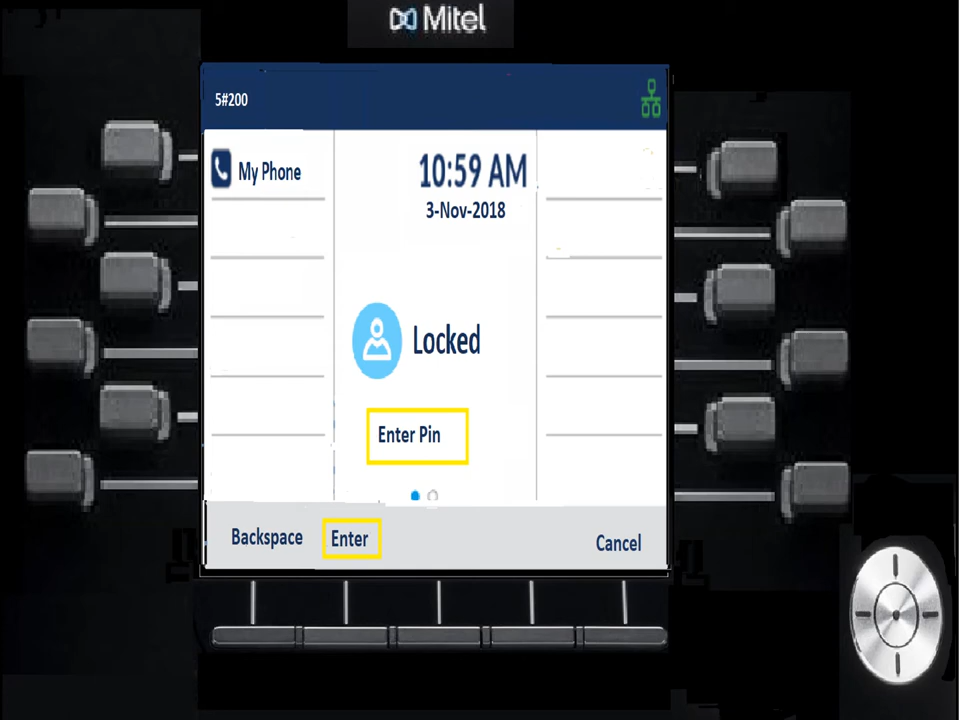 Mitel
5#200
My Phone
10:59 AM
3-Nov-2018
Locked
Enter Pin
Backspace Enter Cancel